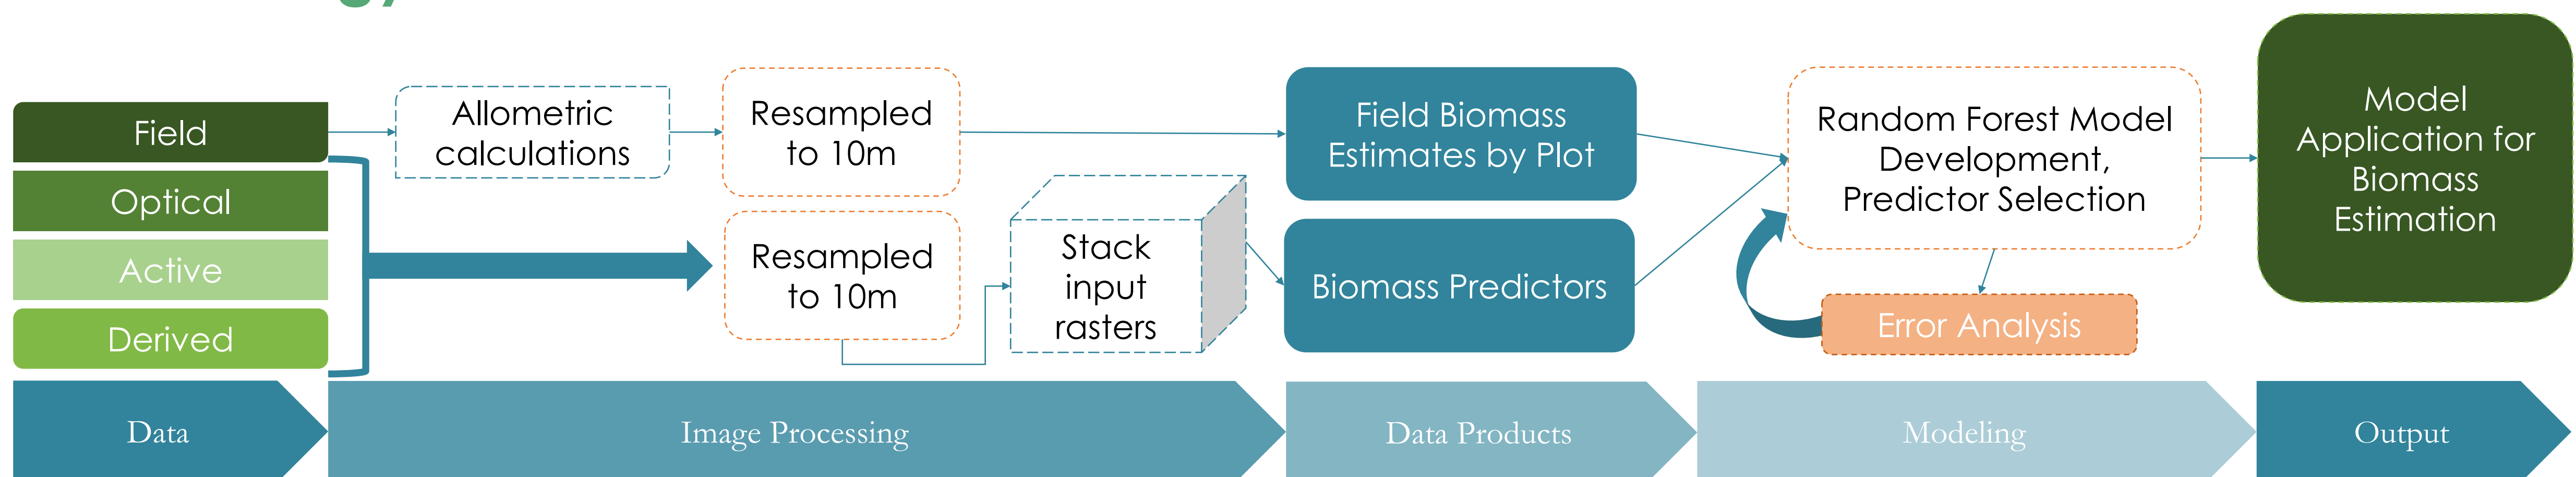 Field
Optical
Active
Derived
Allometric
calculations
Resampled
to 10m
Resampled
to 10m
Stack
input
rasters
Field Biomass
Estimates by Plot
Biomass Predictors
Random Forest Model
Development,
Predictor Selection
Error Analysis
Model
Application for
Biomass
Estimation
Data
Image Processing
Data Products
Modeling
Output